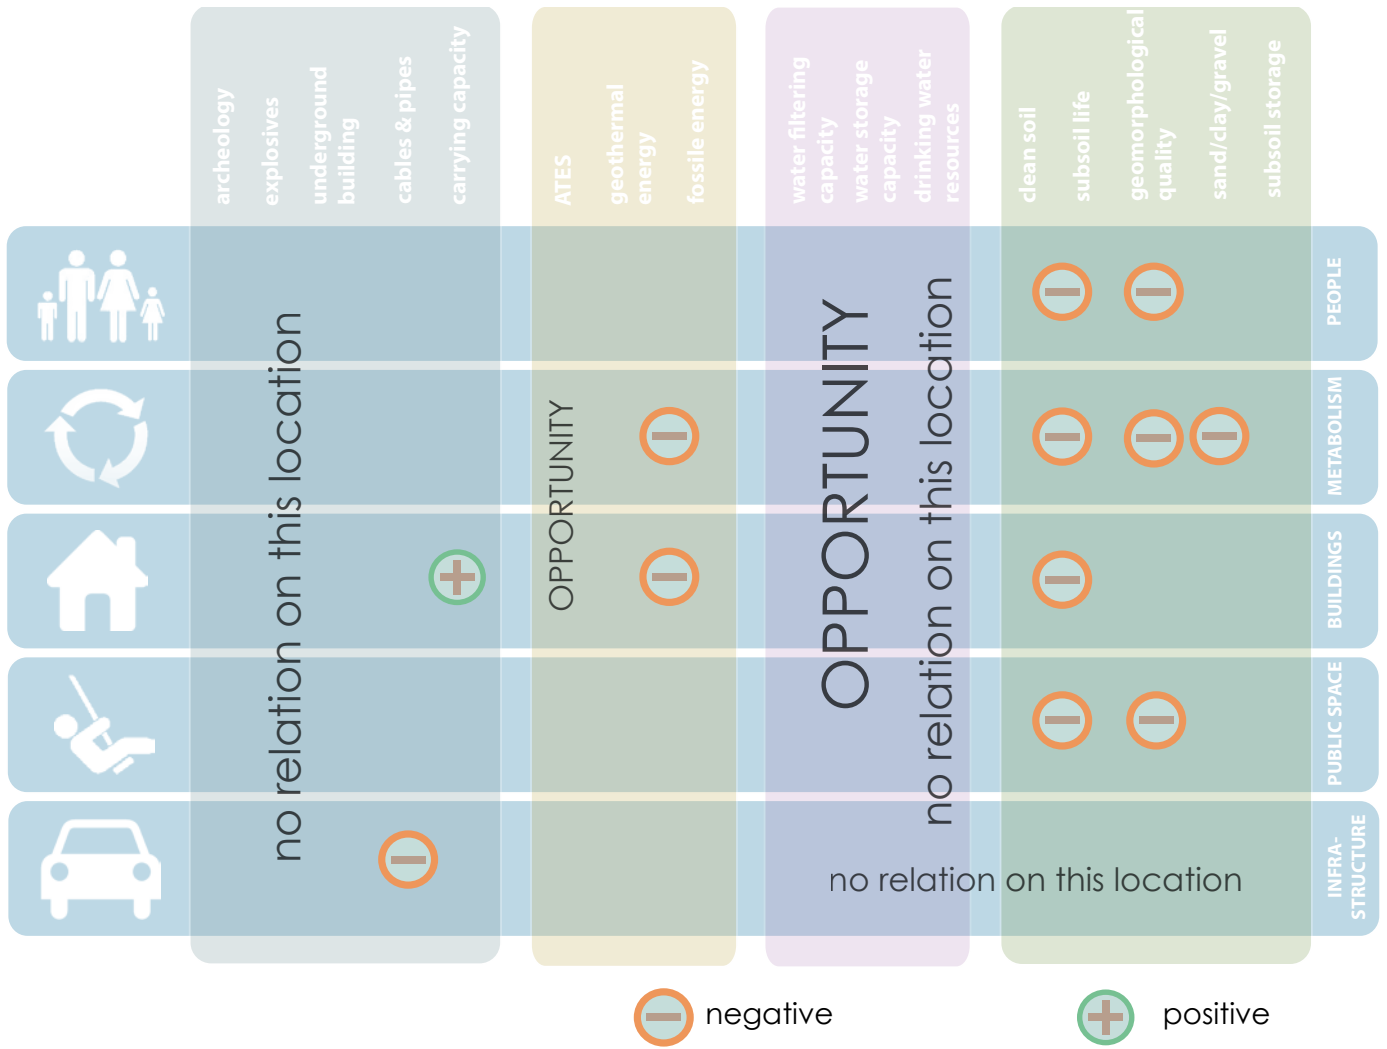 archeology
explosives
underground
building
cables & pipes
carrying capacity
ATES
geothermal
energy
fossile energy
water filtering
capacity
water storage
capacity
drinking water
resources
clean soil
subsoil life
geomorphological
quality
sand/clay/gravel
subsoil storage
PEOPLE
METABOLISM
BUILDINGS
PUBLIC SPACE
INFRA-
STRUCTURE
no relation on this location
OPPORTUNITY
OPPORTUNITY
no relation on this location
no relation on this location
negative
positive